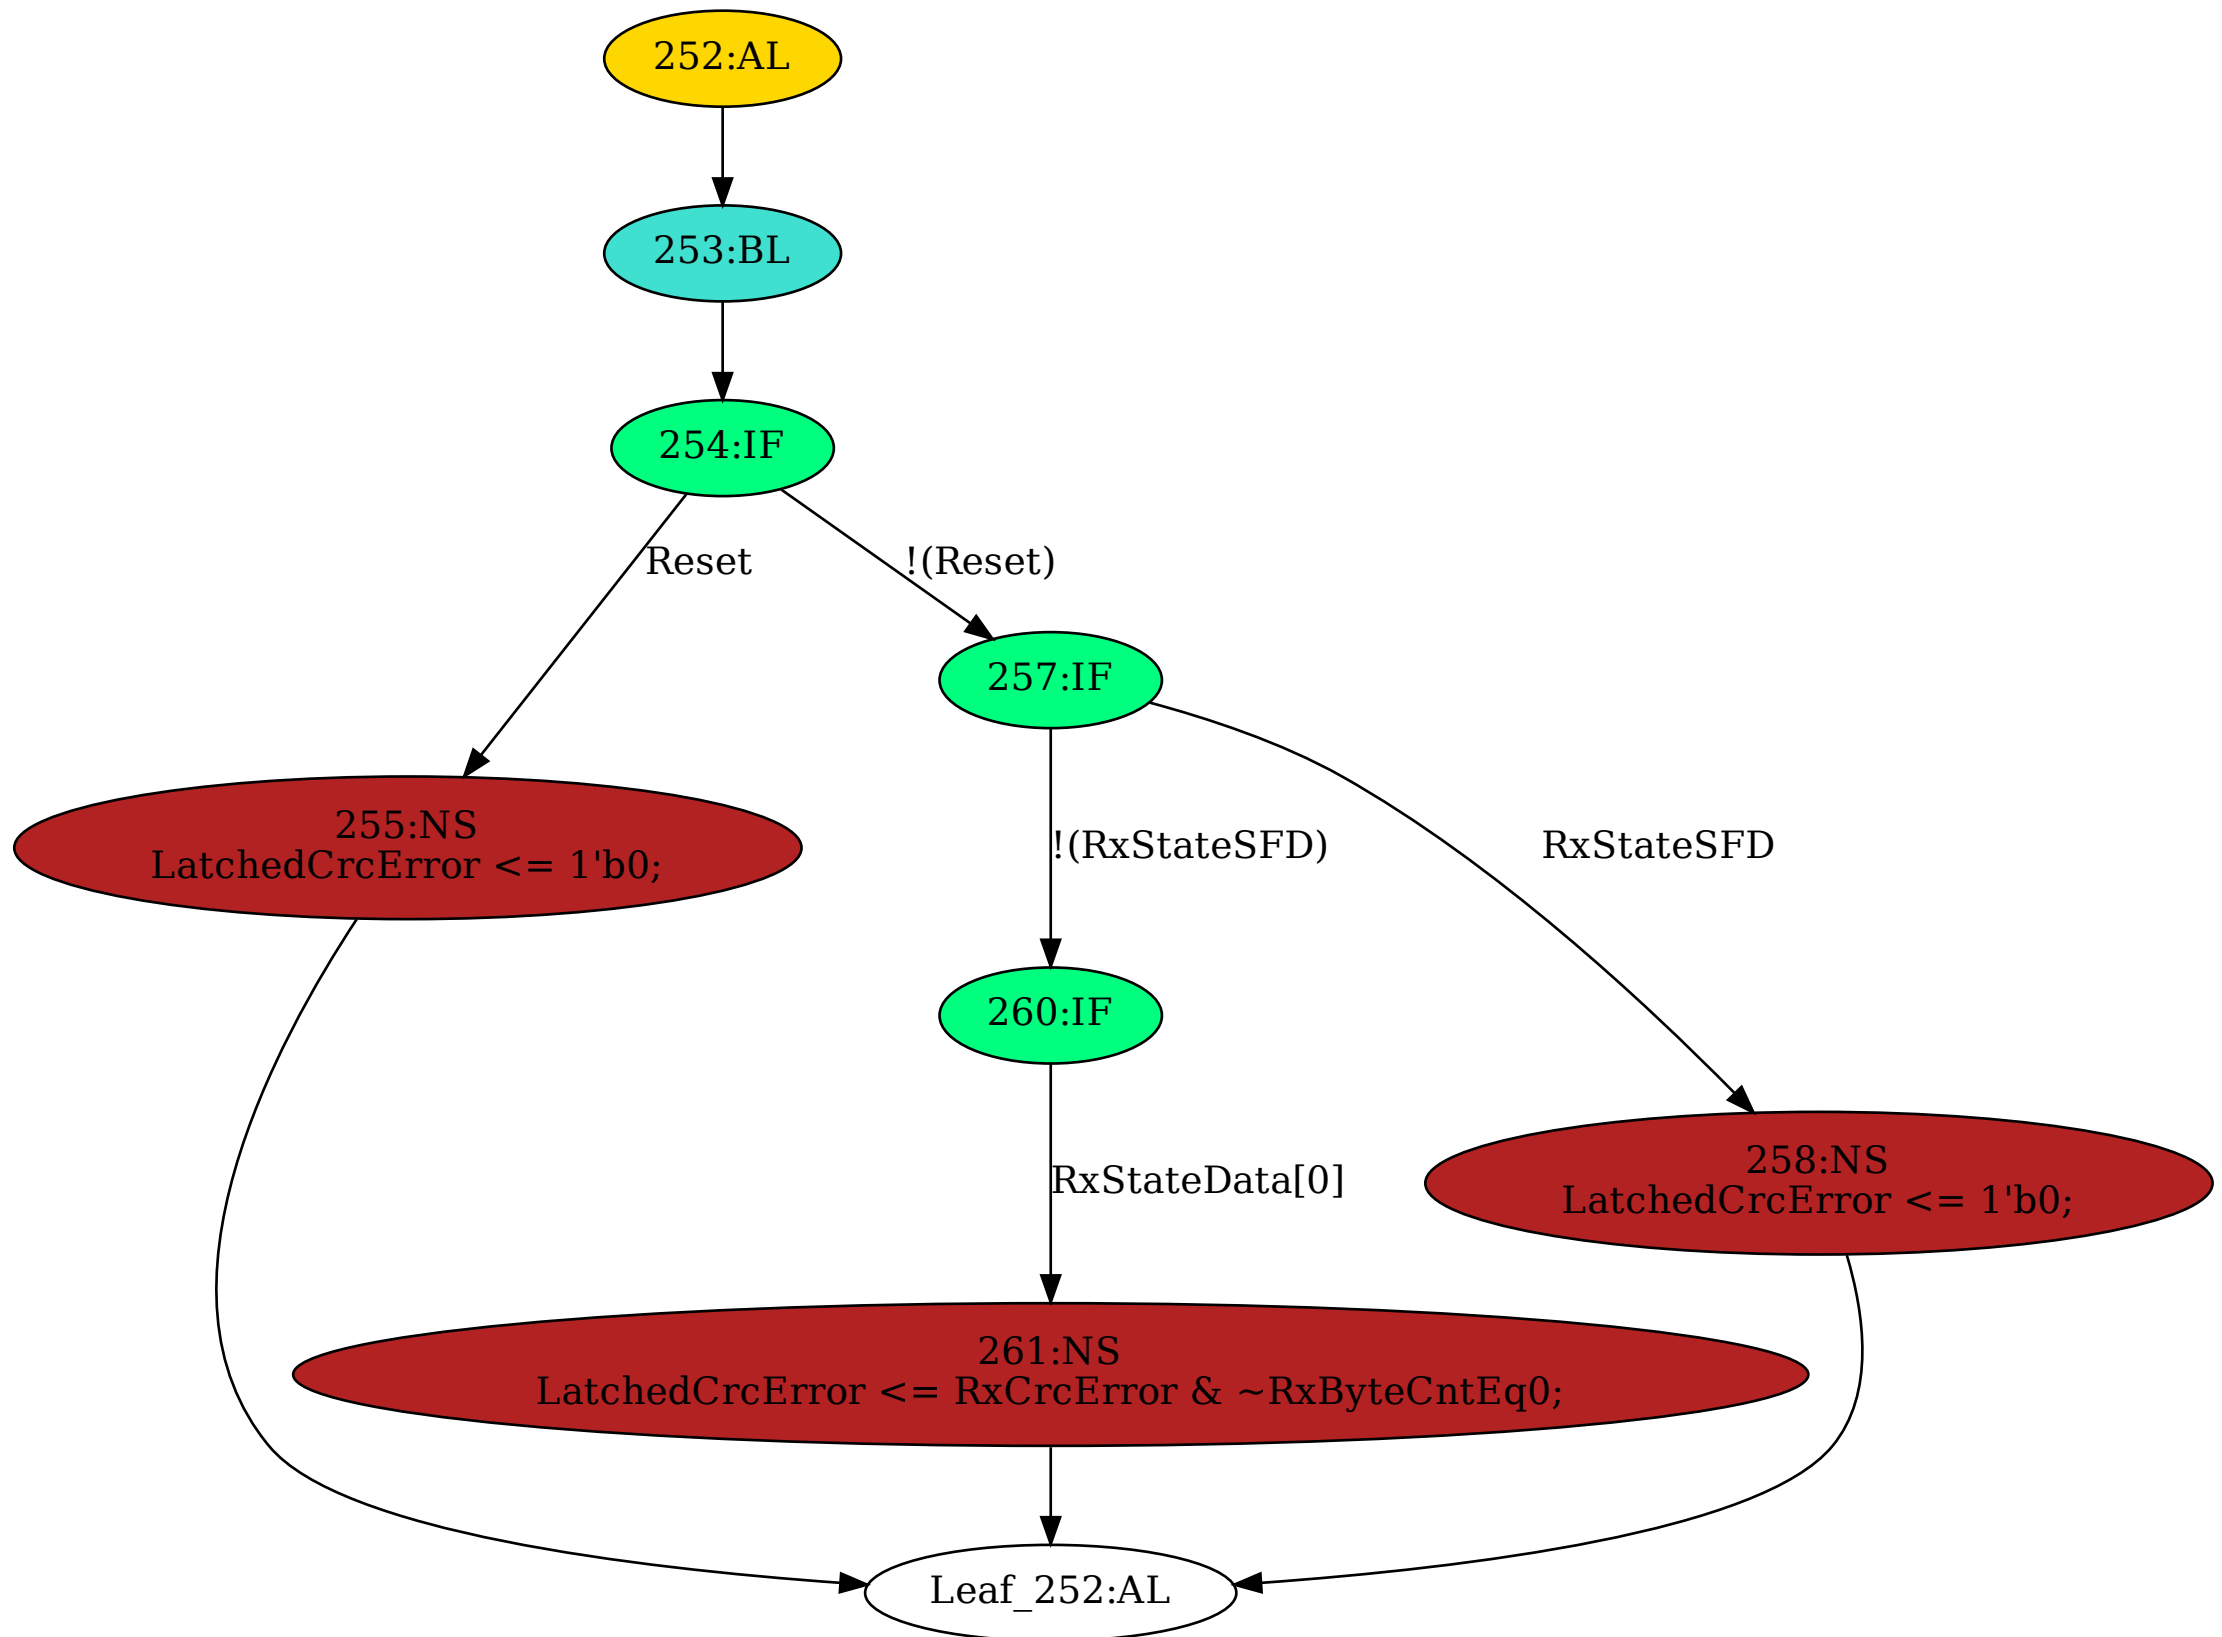 252:AL
253:BL
254:IF
Reset
!(Reset)
257:IF
255:NS
LatchedCrcError <= 1'b0;
!(RxStateSFD)
RxStateSFD
260:IF
258:NS
LatchedCrcError <= 1'b0;
RxStateData[0]
261:NS
LatchedCrcError <= RxCrcError & ~RxByteCntEq0;
Leaf_252:AL